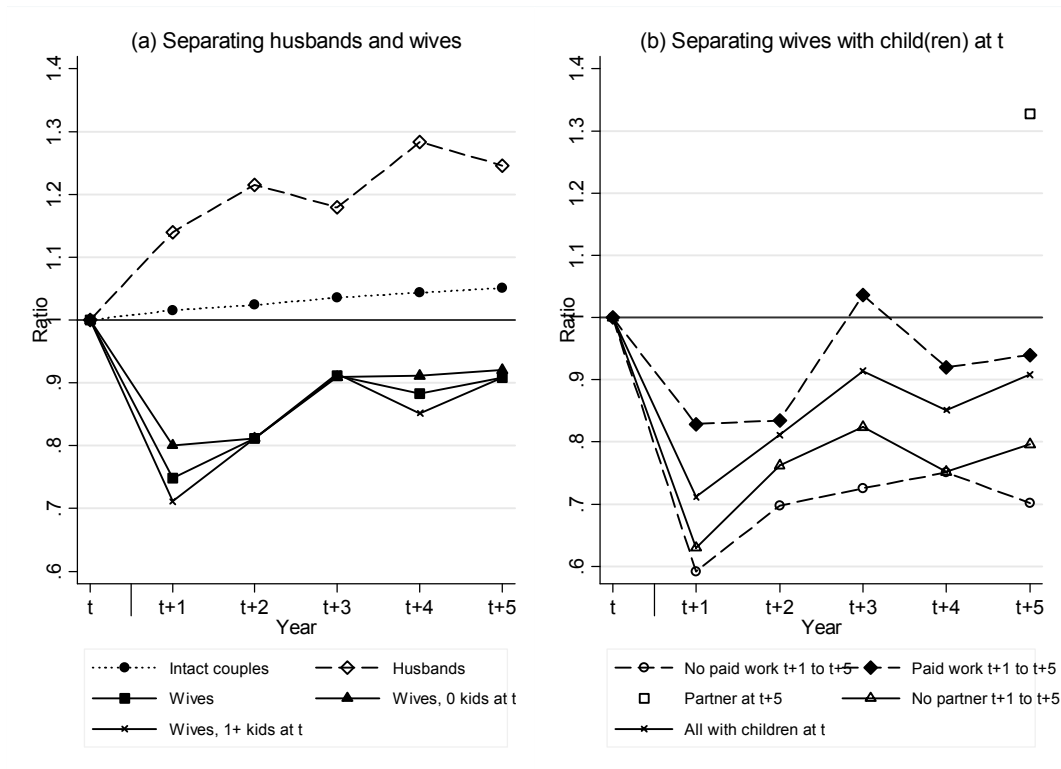 (a) Separating husbands and wives
1.4
1.3
1.2
1.1
1
.9
.8
.7
.6
Ratio
t
t+1
t+2
t+3
t+4
t+5
Year
Intact couples
Husbands
Wives
Wives, 0 kids at t
Wives, 1+ kids at t
(b) Separating wives with child(ren) at t
1.4
1.3
1.2
1.1
1
.9
.8
.7
.6
Ratio
t
t+1
t+2
t+3
t+4
t+5
Year
No paid work t+1 to t+5
Paid work t+1 to t+5
Partner at t+5
No partner t+1 to t+5
All with children at t